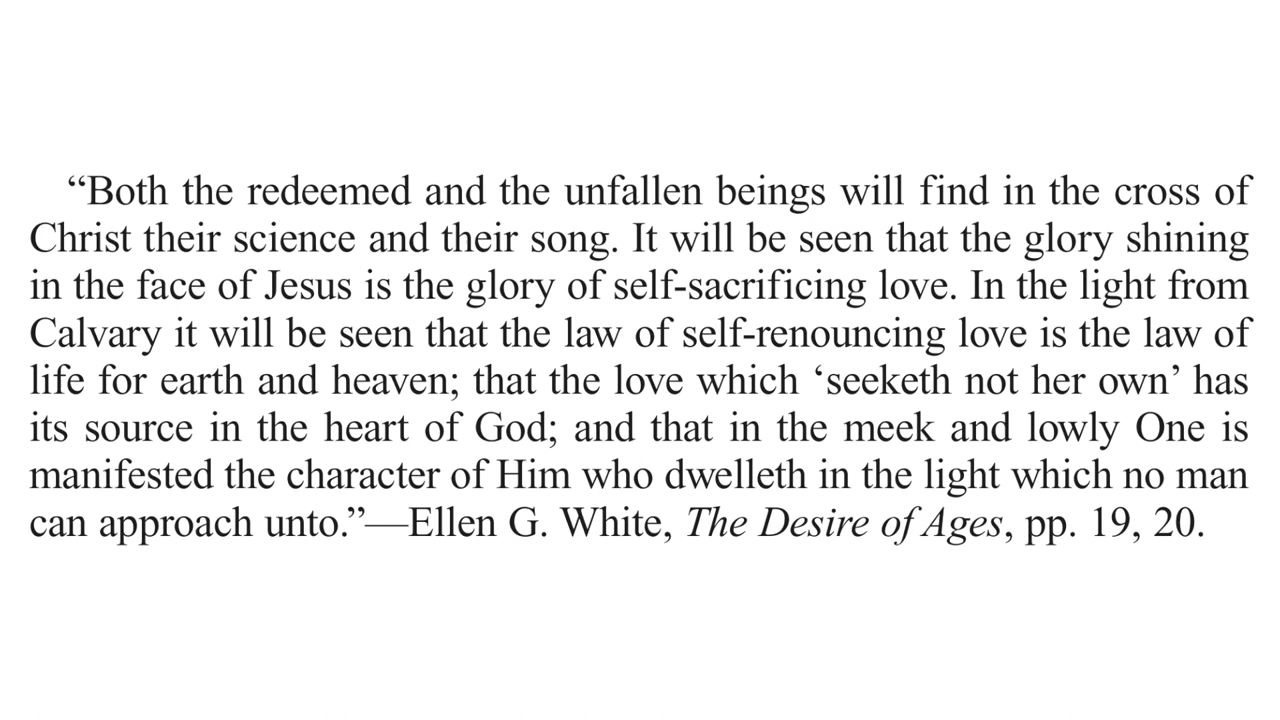 “Both the redeemed and the unfallen beings will find in the cross of
Christ their science and their song. It will be seen that the glory shining
in the face of Jesus is the glory of self-sacrificing love. In the light from
Calvary it will be seen that the law of self-renouncing love is the law of
life for earth and heaven; that the love which ‘seeketh not her own’ has
its source in the heart of God; and that in the meek and lowly One is
manifested the character of Him who dwelleth in the light which no man
can approach unto.”—Ellen G. White, The Desire of Ages, pp. 19, 20.